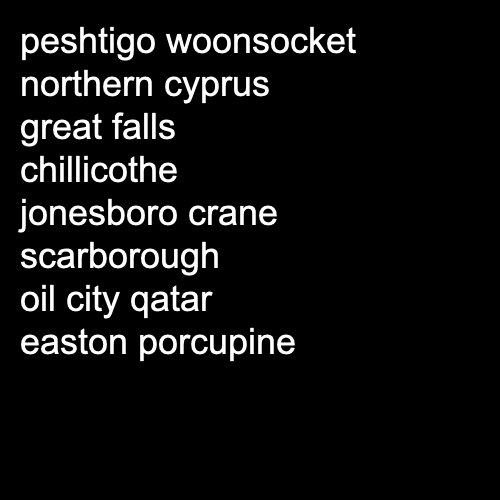 peshtigo woonsocket
northern cyprus
great falls
chillicothe
jonesboro crane
scarborough
oil city qatar
easton porcupine